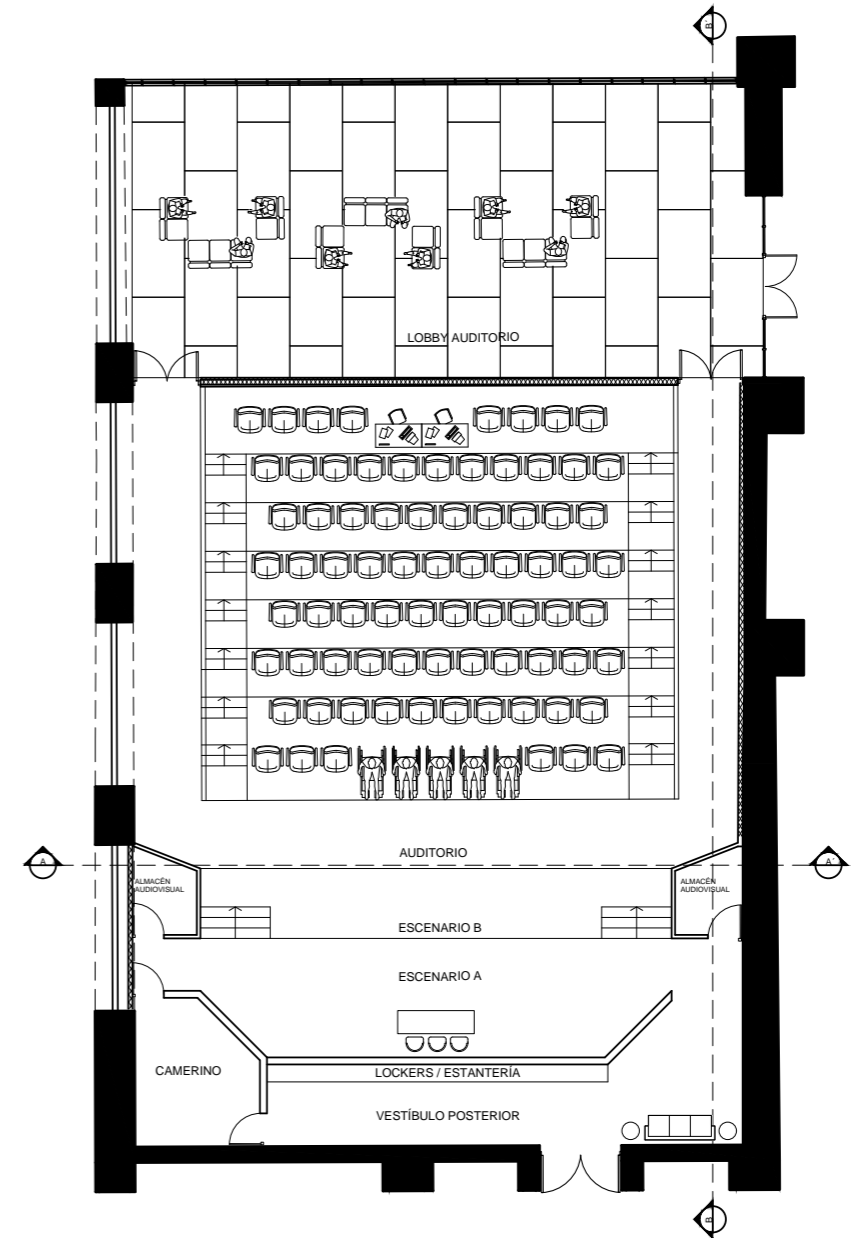 B'
LOBBY AUDITORIO
AUDITORIO
A
A'
ALMACÉN
AUDIOVISUAL
ALMACÉN
AUDIOVISUAL
ESCENARIO B
ESCENARIO A
CAMERINO
LOCKERS / ESTANTERÍA
VESTÍBULO POSTERIOR
B